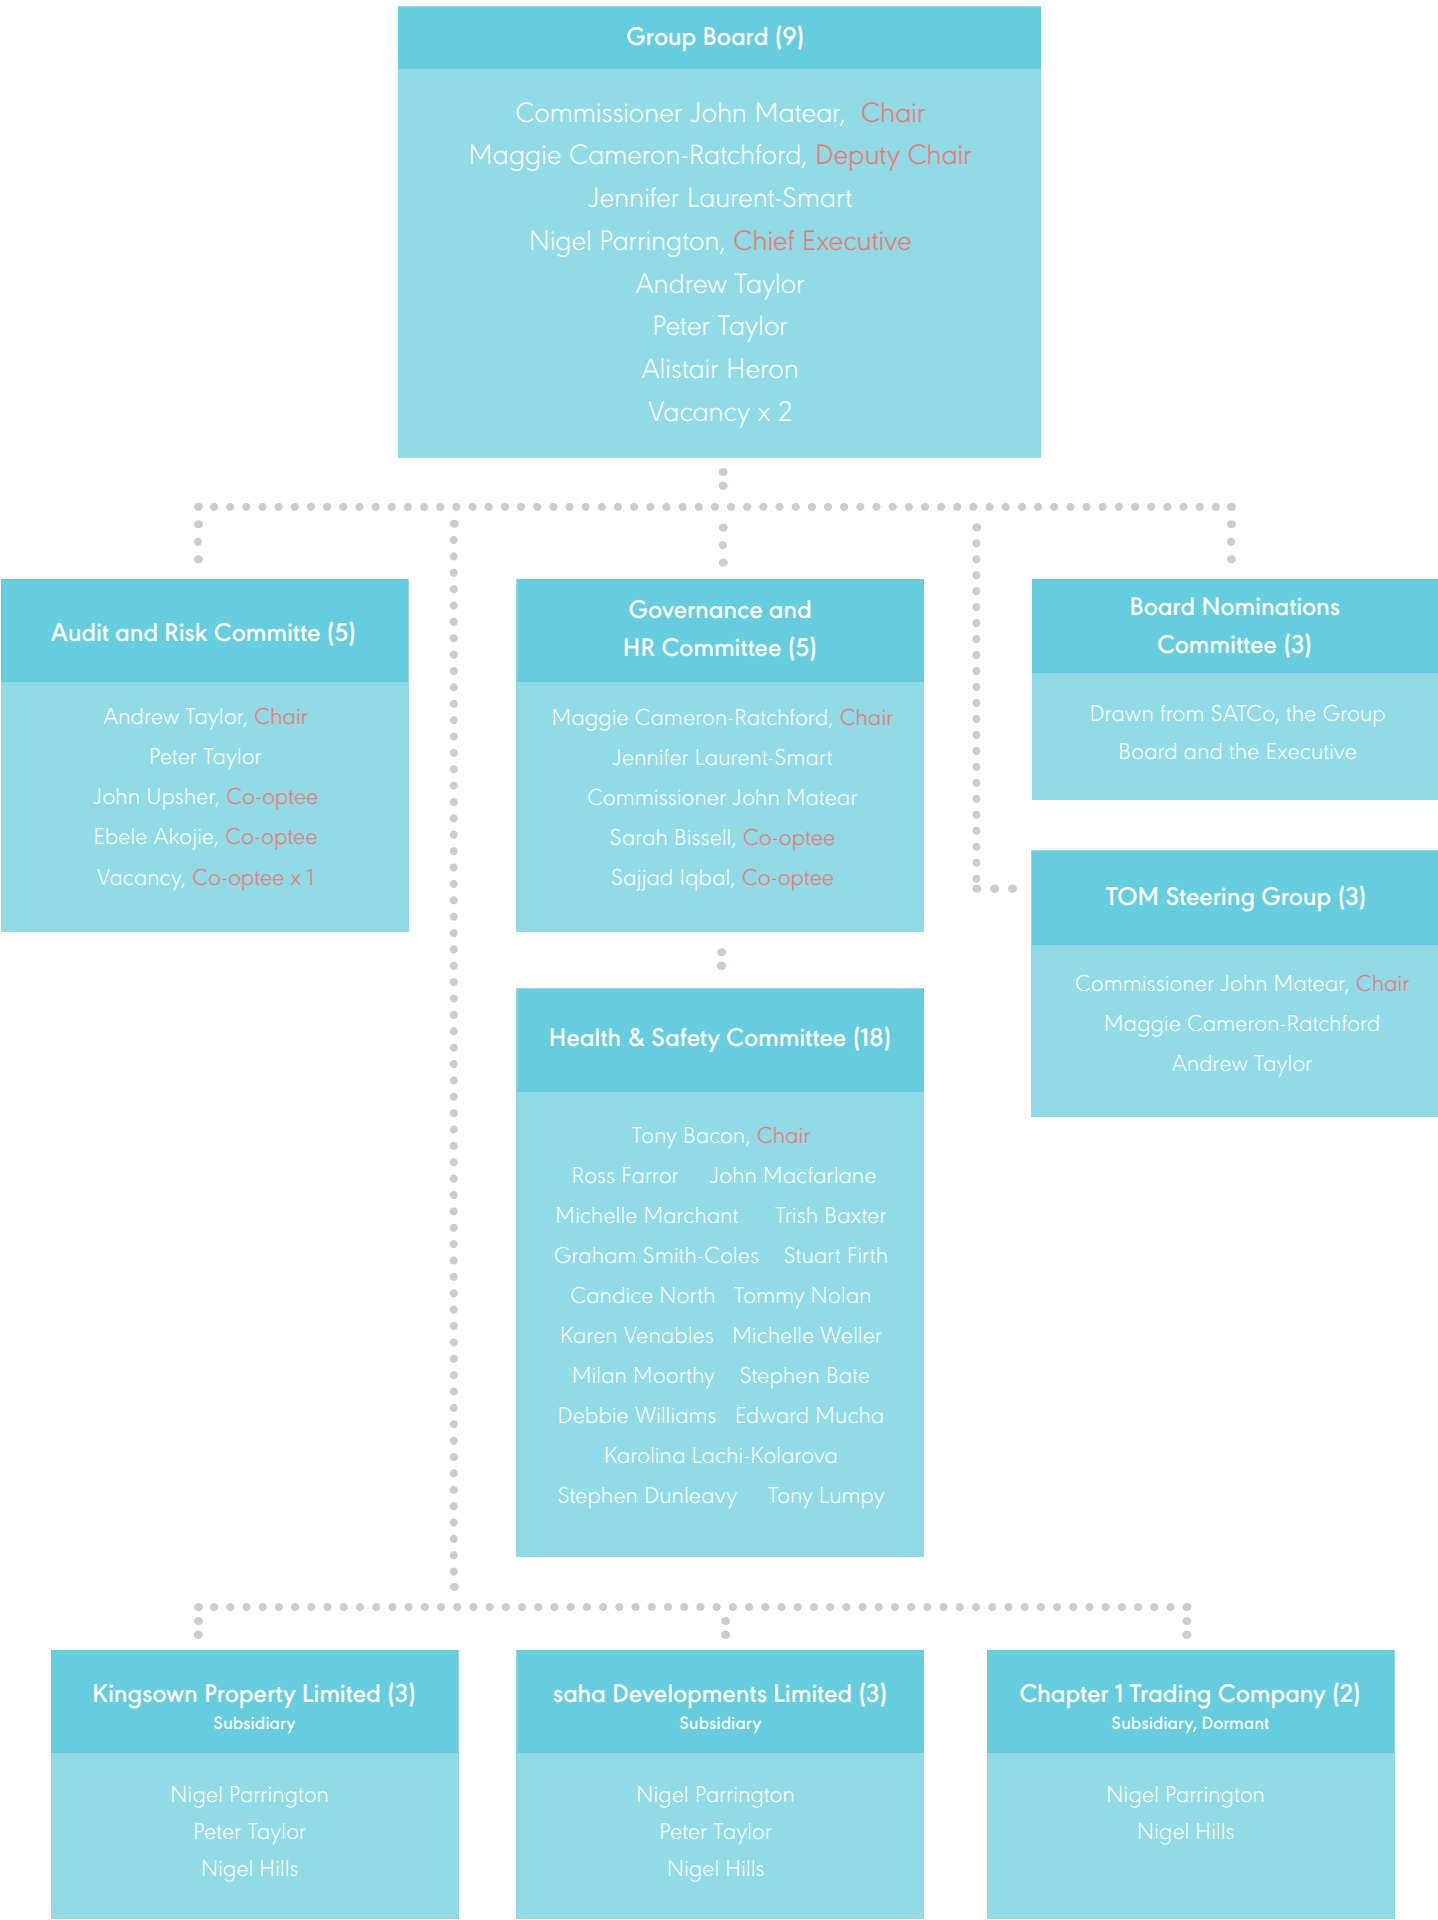 Group Board (9)
Commissioner John Matear, Chair
Maggie Cameron-Ratchford, Deputy Chair
Jennifer Laurent-Smart
Nigel Parrington, Chief Executive
Andrew Taylor
Peter Taylor
Alistair Heron
Vacancy x 2
Audit and Risk Committe (5)
Andrew Taylor, Chair
Peter Taylor
John Upsher, Co-optee
Ebele Akojie, Co-optee
Vacancy, Co-optee x 1
Governance and
HR Committee (5)
Maggie Cameron-Ratchford, Chair
Jennifer Laurent-Smart
Commissioner John Matear
Sarah Bissell, Co-optee
Sajjad Iqbal, Co-optee
Board Nominations
Committee (3)
Drawn from SATCo, the Group
Board and the Executive
TOM Steering Group (3)
Commissioner John Matear, Chair
Maggie Cameron-Ratchford
Andrew Taylor
Health & Safety Committee (18)
Tony Bacon, Chair
Ross Farror John Macfarlane
Michelle Marchant Trish Baxter
Graham Smith-Coles Stuart Firth
Candice North Tommy Nolan
Karen Venables Michelle Weller
Milan Moorthy Stephen Bate
Debbie Williams Edward Mucha
Karolina Lachi-Kolarova
Stephen Dunleavy Tony Lumpy
Kingsown Property Limited (3)
Subsidiary
Nigel Parrington
Peter Taylor
Nigel Hills
saha Developments Limited (3)
Subsidiary
Nigel Parrington
Peter Taylor
Nigel Hills
Chapter 1 Trading Company (2)
Subsidiary, Dormant
Nigel Parrington
Nigel Hills